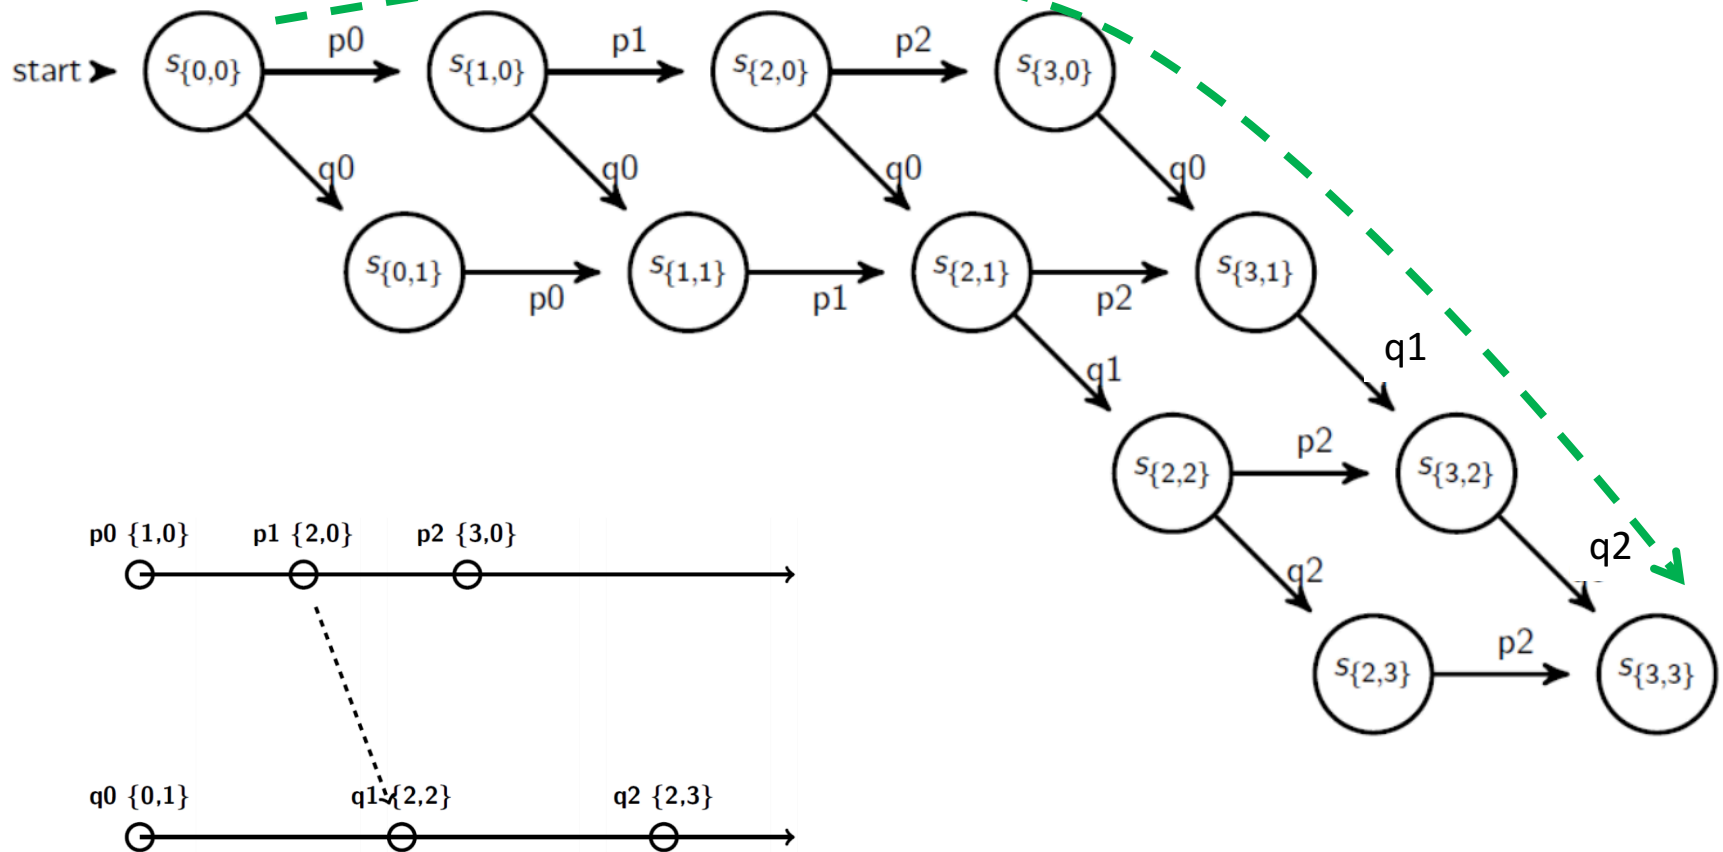 p0 p1 p2
start S{0,0} S{1,0} S{2,0} S{3,0}
q0 q0 q0 q0
S{0,1} S{1,1} S{2,1} S{3,1}
p0 p1 p2
q1 q1
p2
S{2,2} S{3,2}
p0 {1,0} p1 {2,0} p2 {3,0}
q2 q2
p2
S{2,3} S{3,3}
q0 {0,1} q1 {2,2} q2 {2,3}